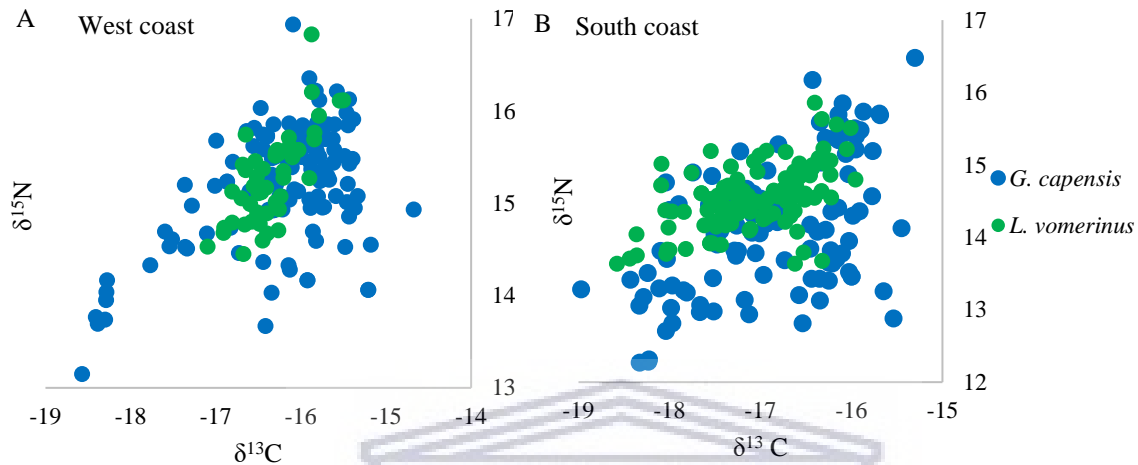 A West coast
δ15N
17
16
15
14
13
-19 -18 -17 -16 -15 -14
δ13C
B South coast
δ15N
17
16
15
14
13
12
-19 -18 -17 -16 -15
δ13 C
G. capensis
L. vomerinus